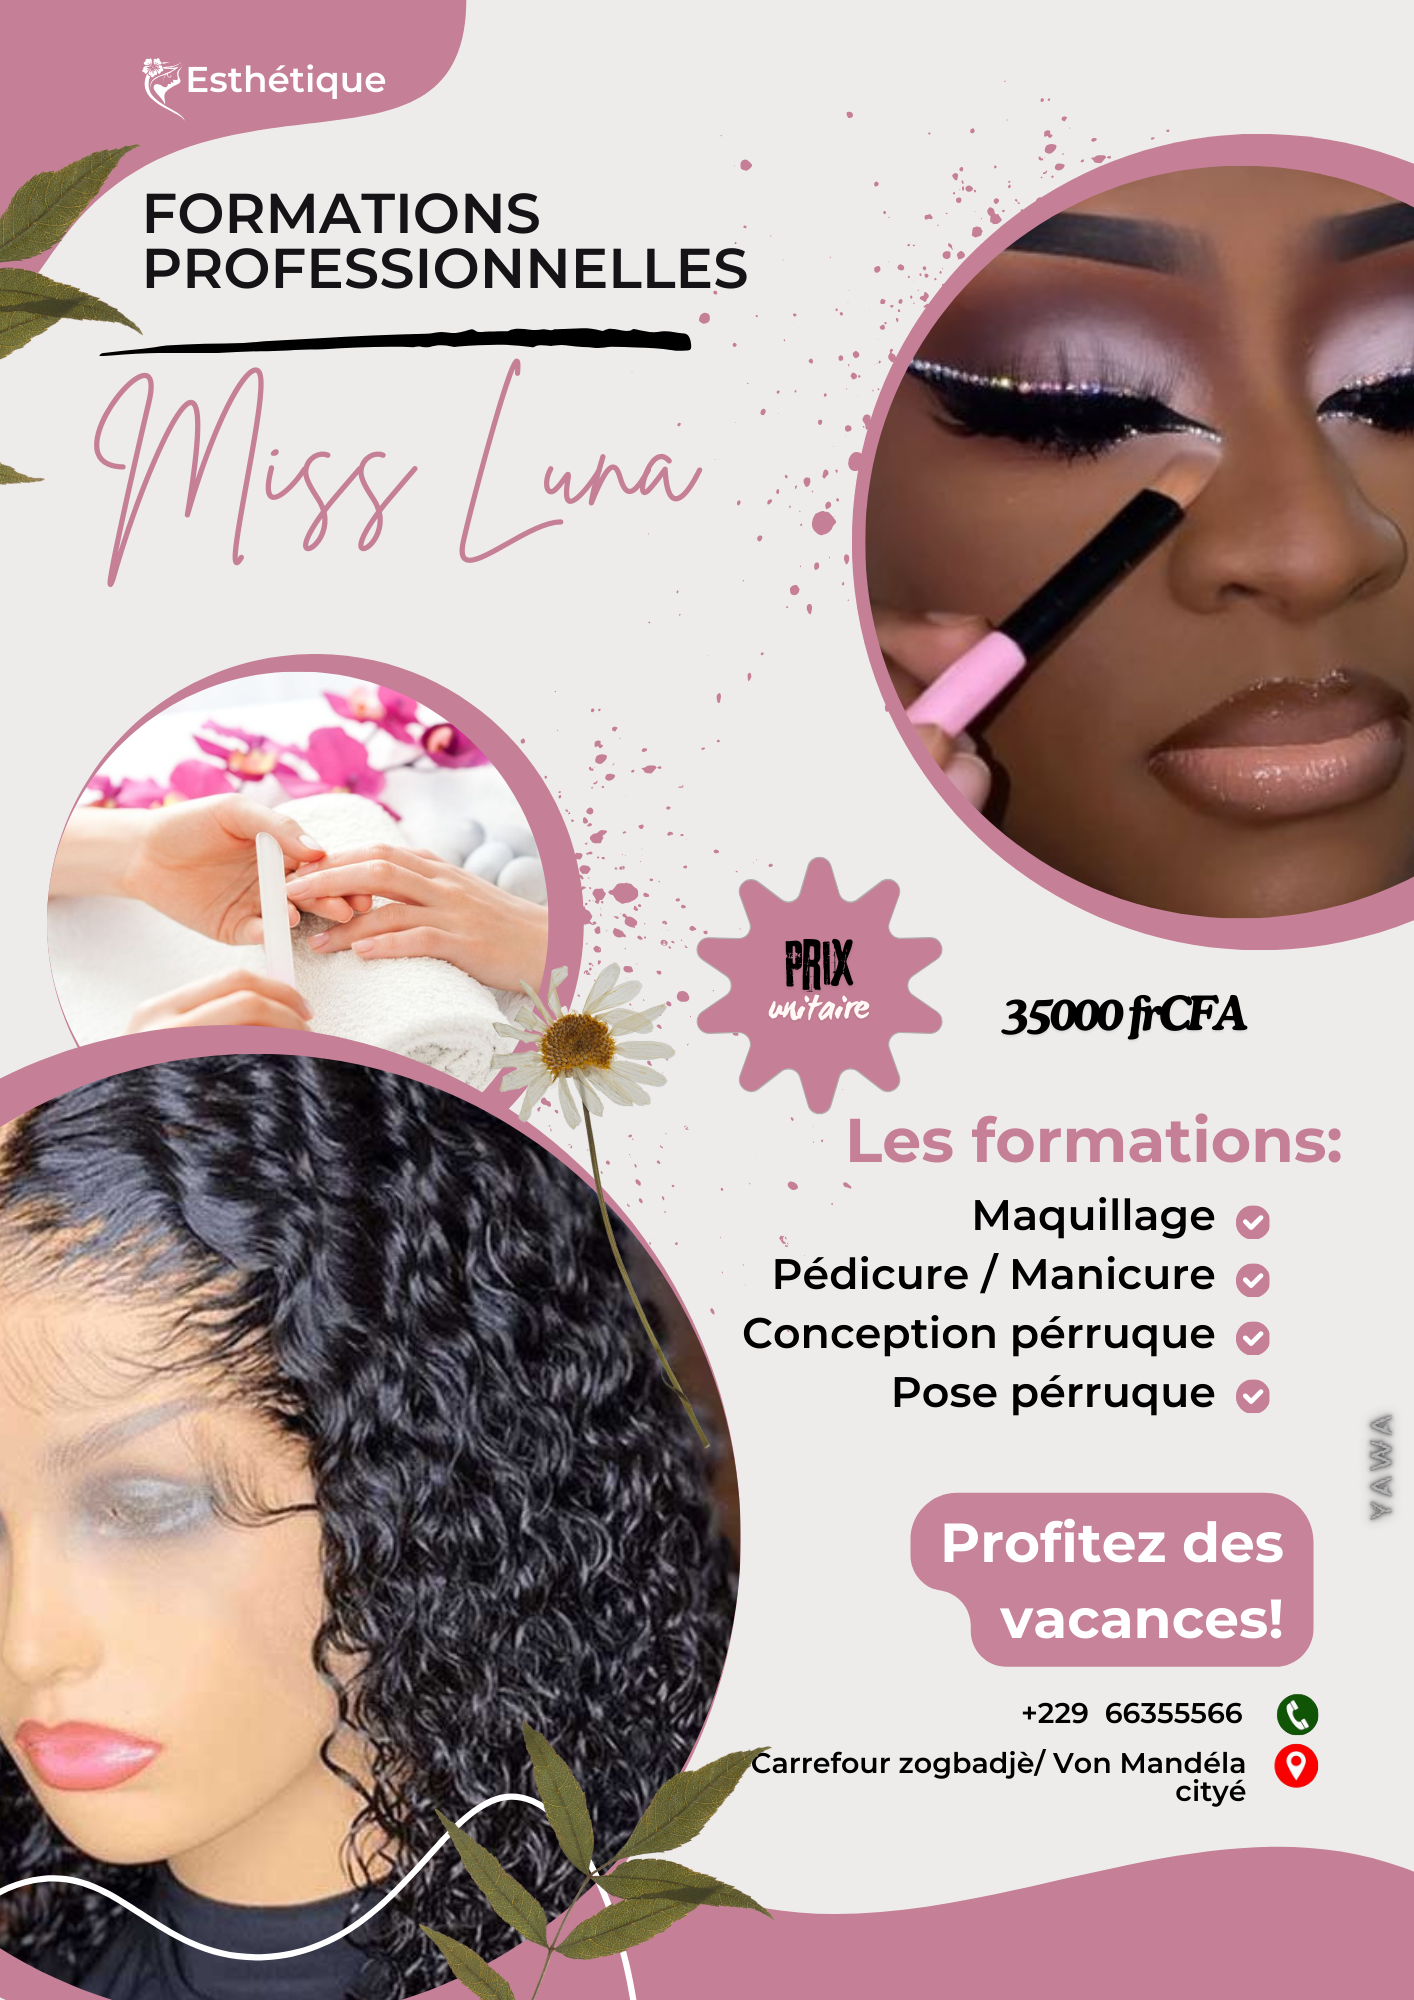 Esthétique
FORMATIONS
PROFESSIONNELLES
Miss Luna
PRIX
unitaire
35000 frCFA
Les formations:
Maquillage
Pédicure / Manicure
Conception pérruque
Pose pérruque
YAWA
Profitez des
vacances!
+229 66355566
Carrefour zogbadjè/ Von Mandéla
cityé